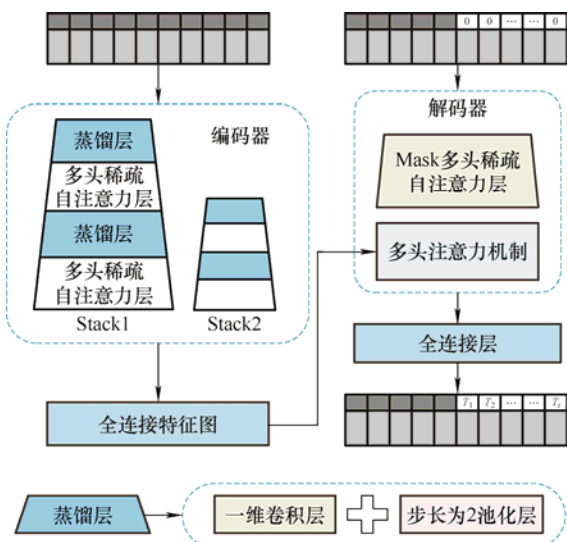 0 0 ... ... 0
编码器
蒸馏层
多头稀疏
自注意力层
蒸馏层
多头稀疏
自注意力层
Stack1
Stack2
全连接特征图
解码器
Mask多头稀疏
自注意力层
多头注意力机制
全连接层
T1 T2 ... ... Tt
蒸馏层
一维卷积层
步长为2池化层